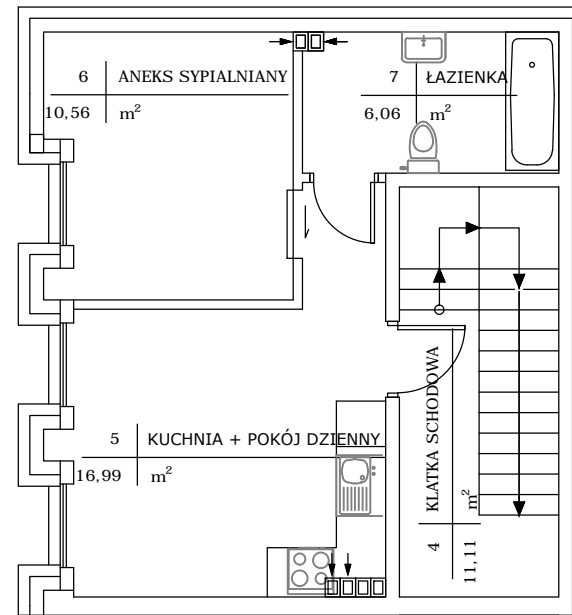 6 ANEKS SYPIALNIANY
10,56 m²
7 ŁAZIENKA
6,06 m²
5 KUCHNIA + POKÓJ DZIENNY
16,99 m²
4 KLATKA SCHODOWA
11,11 m²